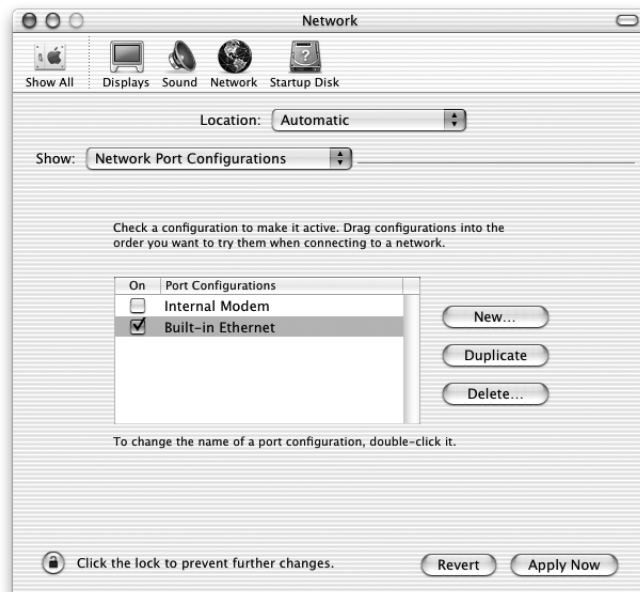 Network
Show All Displays Sound Network Startup Disk
Location: Automatic
Show: Network Port Configurations
Check a configuration to make it active. Drag configurations into the
order you want to try them when connecting to a network.
On Port Configurations
Internal Modem
Built-in Ethernet
New...
Duplicate
Delete...
To change the name of a port configuration, double-click it.
Click the lock to prevent further changes.
Revert Apply Now